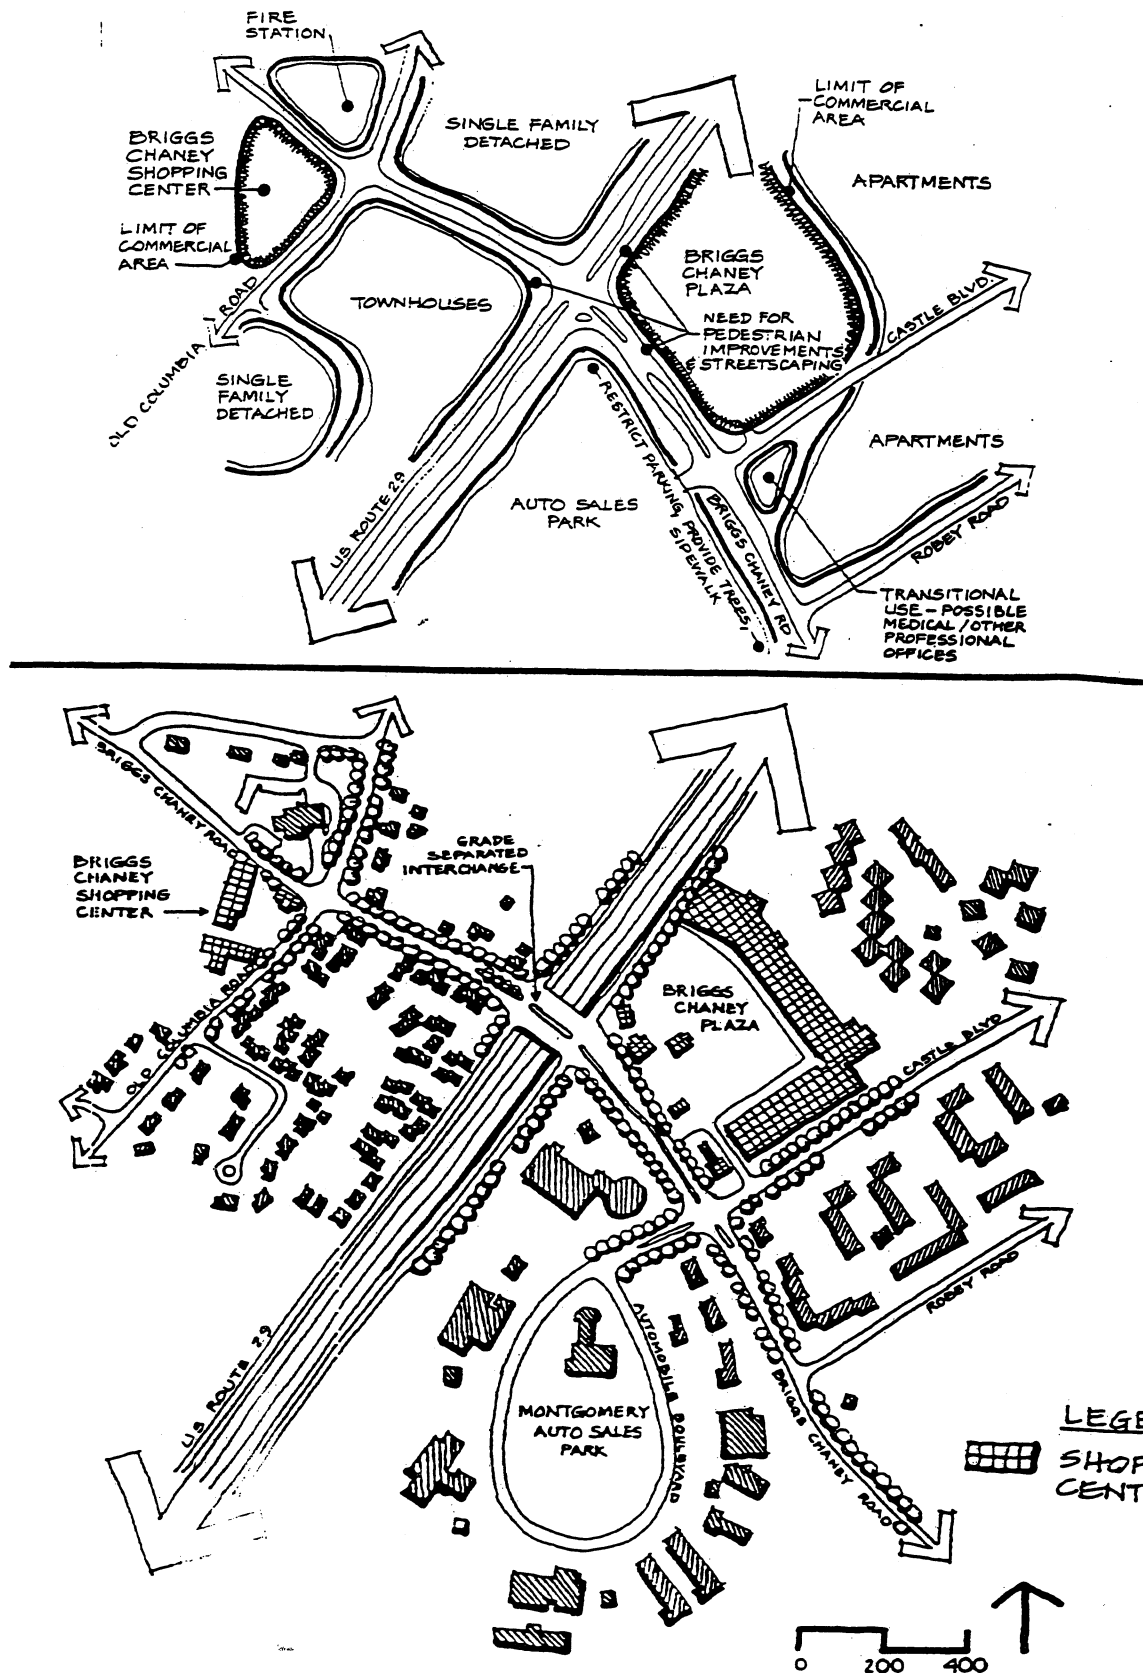 FIRE
STATION
BRIGGS
CHANEY
SHOPPING
CENTER
LIMIT OF
COMMERCIAL
AREA
SINGLE FAMILY
DETACHED
LIMIT OF
COMMERCIAL
AREA
APARTMENTS
BRIGGS
CHANEY
PLAZA
TOWNHOUSES
NEED FOR
PEDESTRIAN
IMPROVEMENTS
& STREETSCAPING
CASTLE BLVD.
OLD COLUMBIA ROAD
SINGLE
FAMILY
DETACHED
APARTMENTS
US ROUTE 29
AUTO SALES
PARK
RESTRICT PARKING, PROVIDE TREES,
SIDEWALK
BRIGGS CHANEY RD
ROBEY ROAD
TRANSITIONAL
USE - POSSIBLE
MEDICAL / OTHER
PROFESSIONAL
OFFICES
BRIGGS CHANEY ROAD
BRIGGS
CHANEY
SHOPPING
CENTER
GRADE
SEPARATED
INTERCHANGE
BRIGGS
CHANEY
PLAZA
OLD COLUMBIA ROAD
CASTLE BLVD
ROBEY ROAD
US ROUTE 29
MONTGOMERY
AUTO SALES
PARK
AUTOMOBILE BOULEVARD
BRIGGS CHANEY ROAD
LEGE
SHOP
CENT
0 200 400